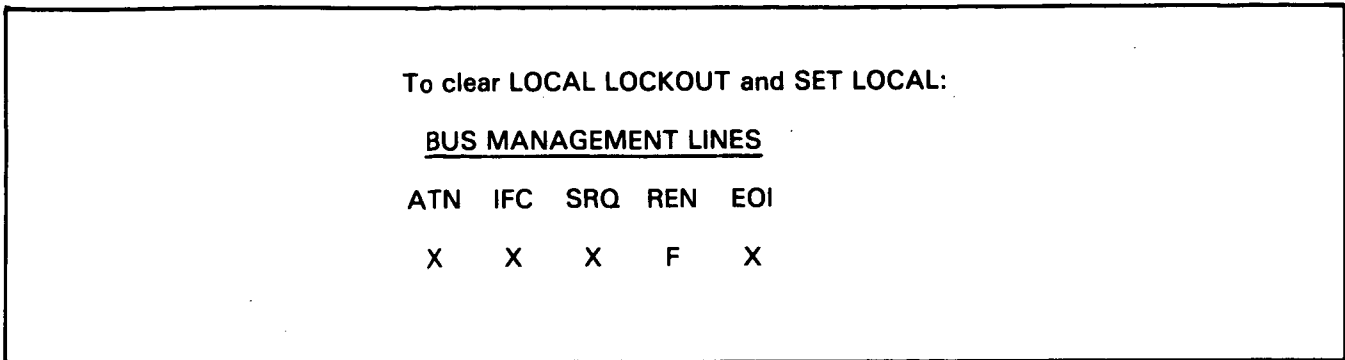 To clear LOCAL LOCKOUT and SET LOCAL:
BUS MANAGEMENT LINES
ATN IFC SRQ REN EOI
X X X F X